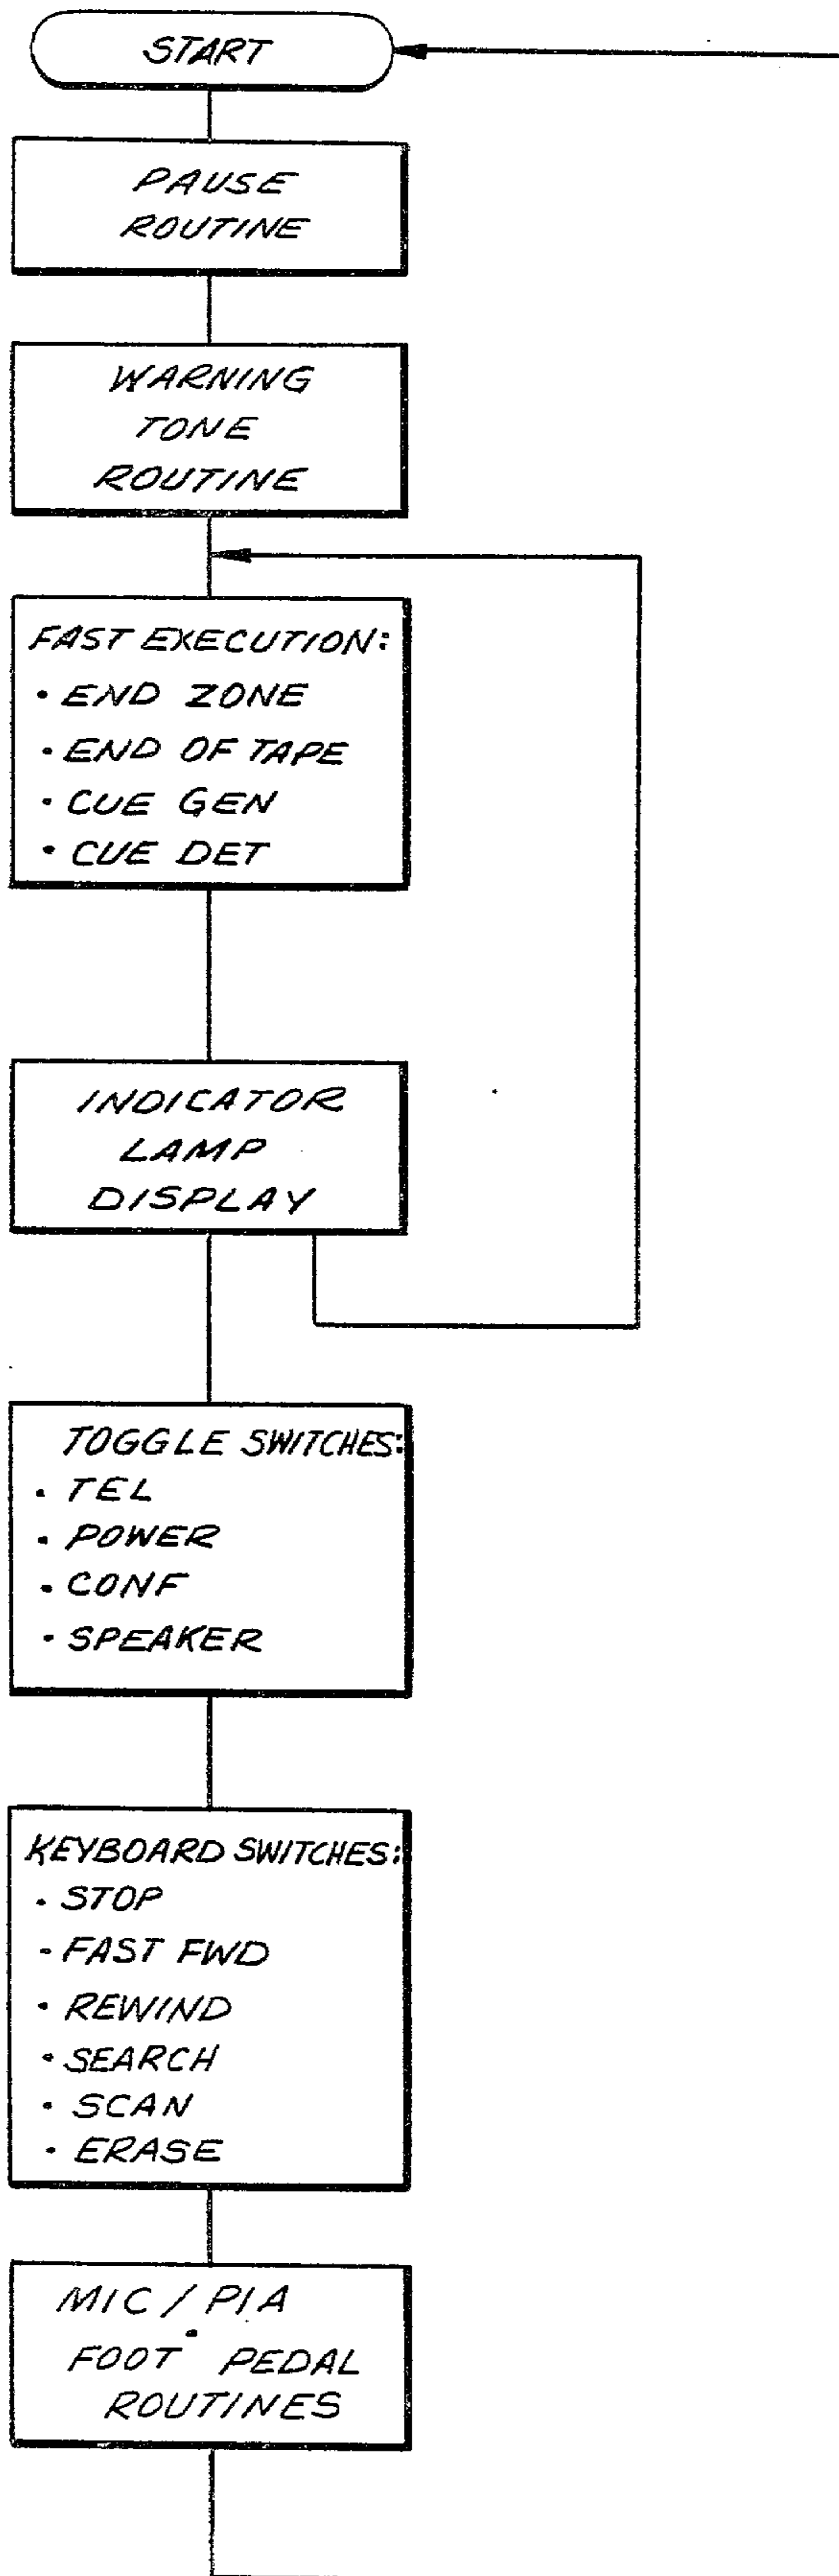 START
PAUSE
ROUTINE
WARNING
TONE
ROUTINE
FAST EXECUTION:
• END ZONE
• END OF TAPE
• CUE GEN
• CUE DET
INDICATOR
LAMP
DISPLAY
TOGGLE SWITCHES:
• TEL
• POWER
• CONF
• SPEAKER
KEYBOARD SWITCHES:
• STOP
• FAST FWD
• REWIND
• SEARCH
• SCAN
• ERASE
MIC / PIA
FOOT PEDAL
ROUTINES